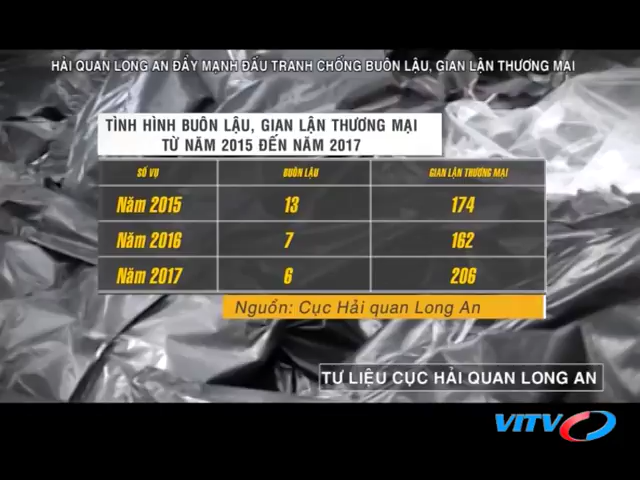 HẢI QUAN LONG AN ĐẨY MẠNH ĐẤU TRANH CHỐNG BUÔN LẬU, GIAN LẬN THƯƠNG MẠI
TÌNH HÌNH BUÔN LẬU, GIAN LẬN THƯƠNG MẠI
TỪ NĂM 2015 ĐẾN NĂM 2017
SỐ VỤ BUÔN LẬU GIAN LẬN THƯƠNG MẠI
Năm 2015 13 174
Năm 2016 7 162
Năm 2017 6 206
Nguồn: Cục Hải quan Long An
TƯ LIỆU CỤC HẢI QUAN LONG AN
VITV